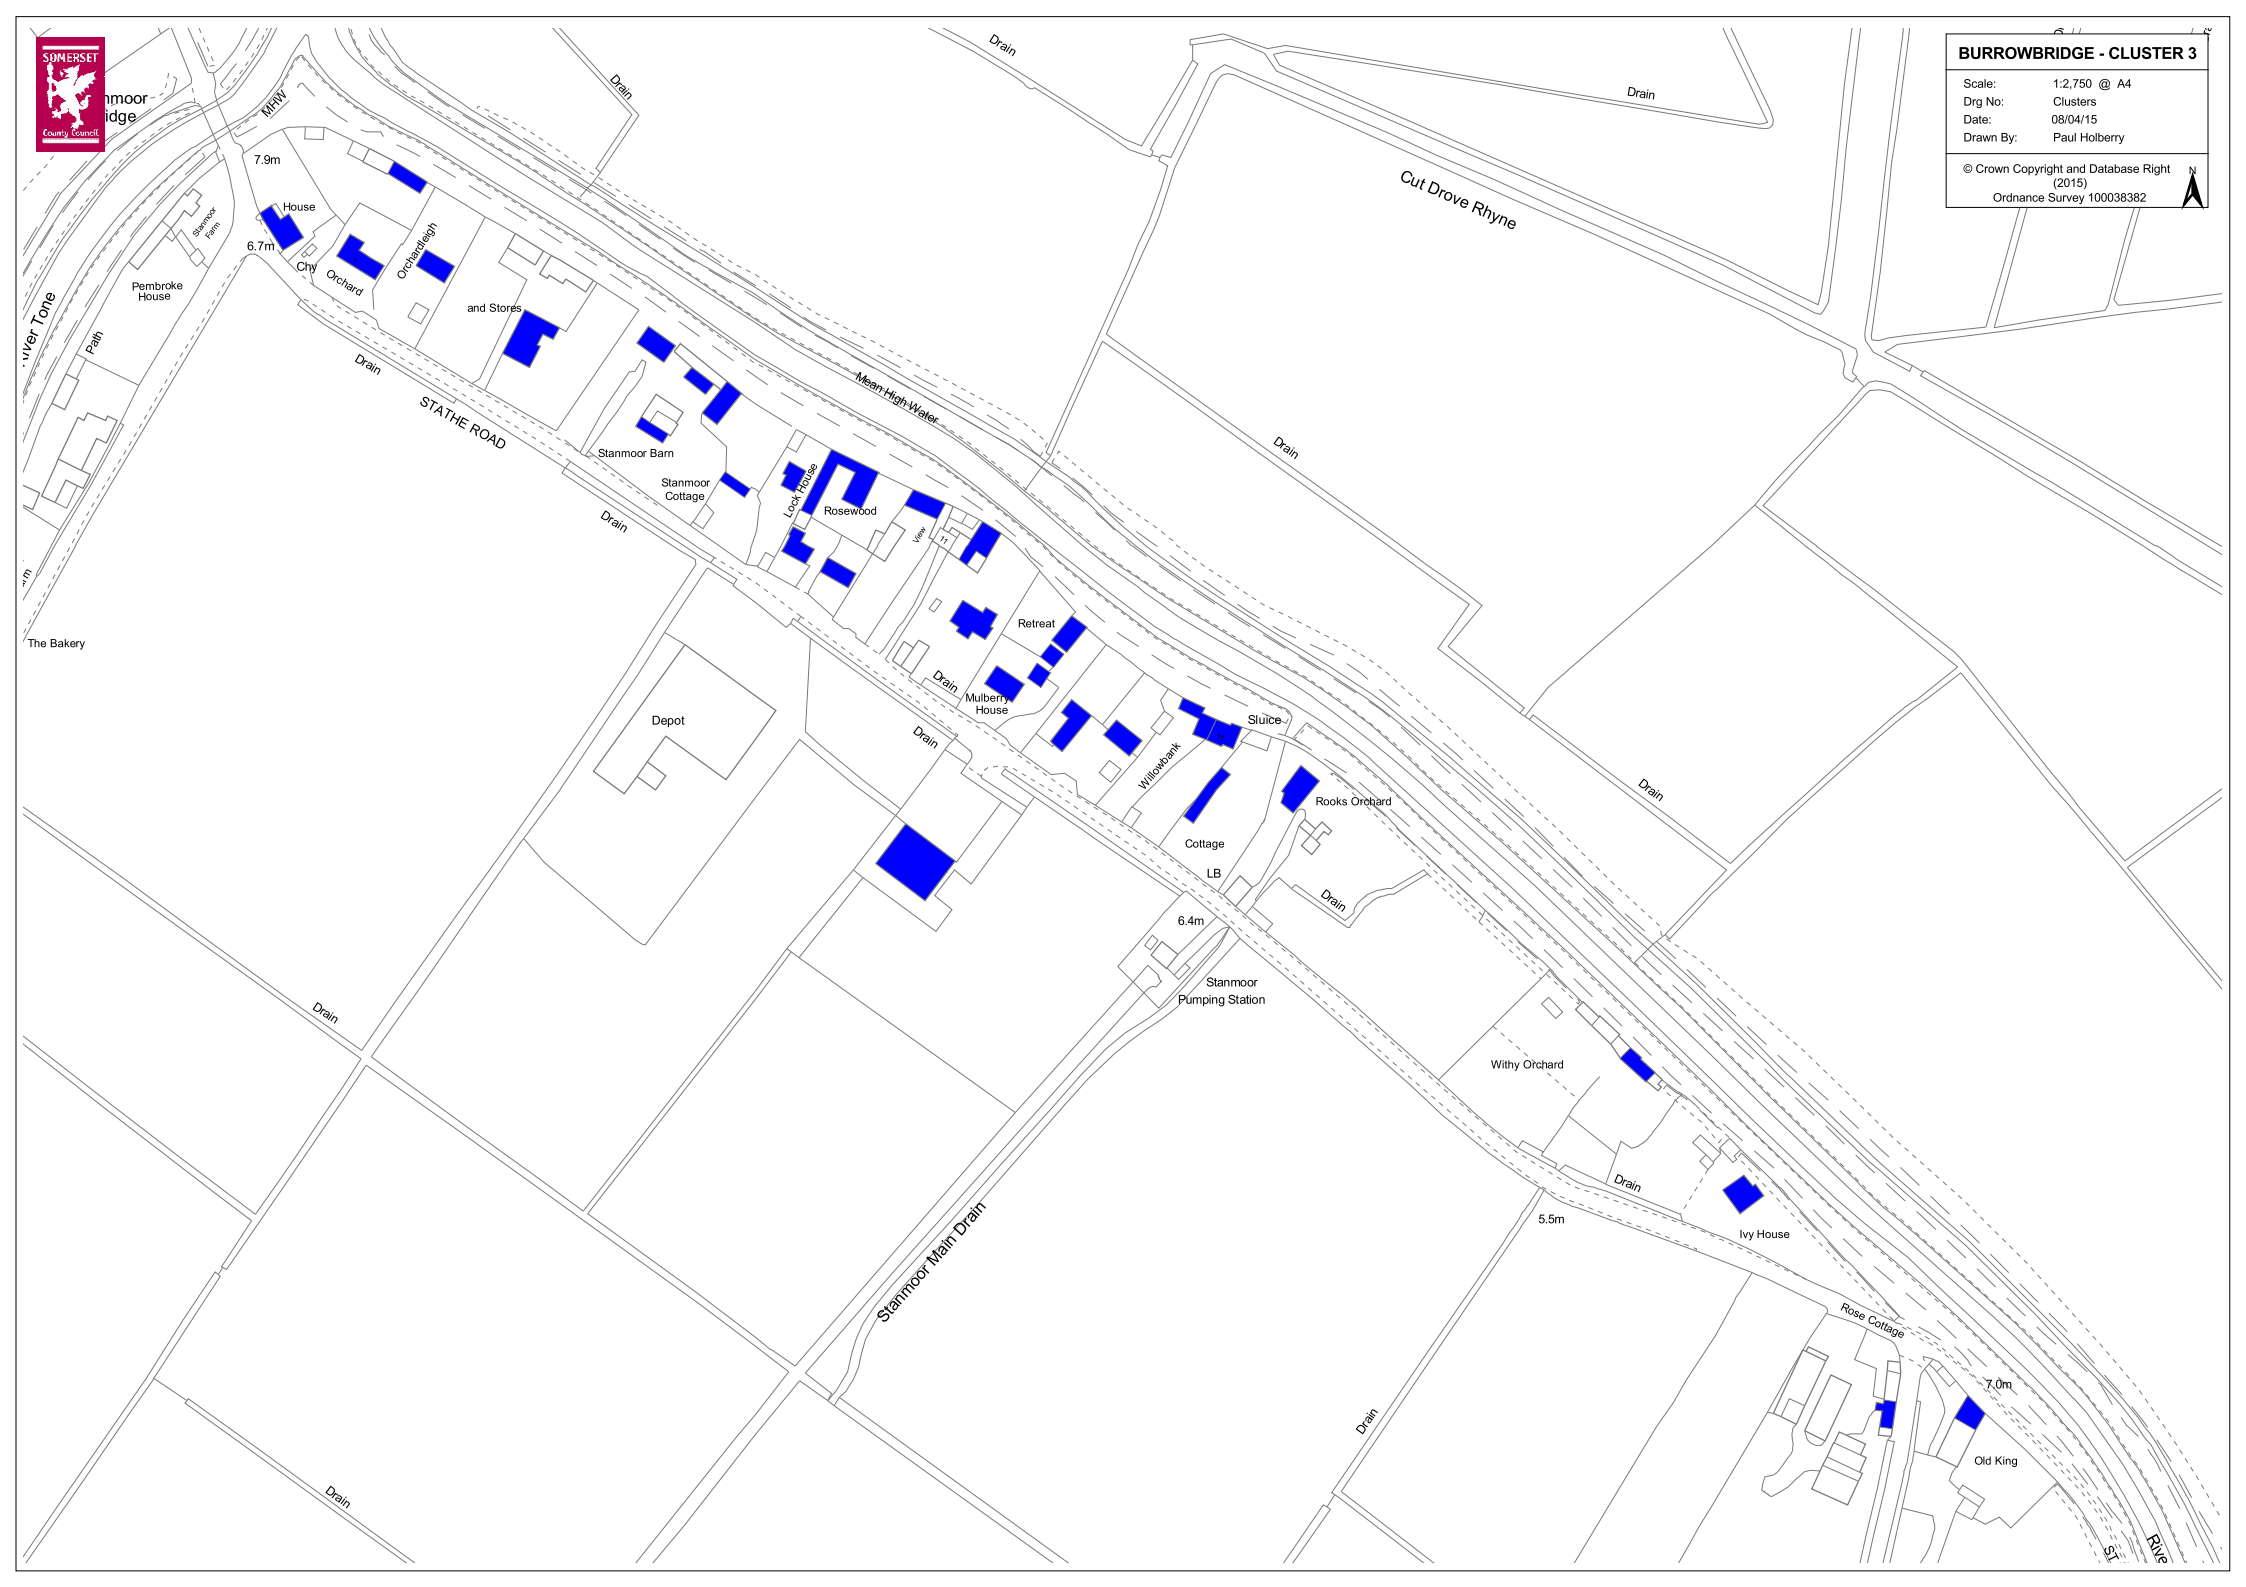 SOMERSET
County Council
BURROWBRIDGE - CLUSTER 3
Scale: 1:2,750 @ A4
Drg No: Clusters
Date: 08/04/15
Drawn By: Paul Holberry
© Crown Copyright and Database Right
(2015)
Ordnance Survey 100038382
N
Drain
Drain
Drain
MHW
7.9m
House
Stanmoor
Farm
6.7m
Chy
Orchard
Orchardleigh
Pembroke
House
Path
and Stores
Cut Drove Rhyne
Drain
STATHE ROAD
Mean High Water
Drain
Stanmoor Barn
Stanmoor
Cottage
Lock House
Rosewood
View
11
Drain
The Bakery
Retreat
Drain
Mulberry
House
Depot
Drain
Sluice
11
Willowbank
Rooks Orchard
Drain
Cottage
LB
Drain
6.4m
Stanmoor
Pumping Station
Drain
Withy Orchard
Drain
5.5m
Ivy House
Stanmoor Main Drain
Rose Cottage
7.0m
Drain
Old King
Drain
ST